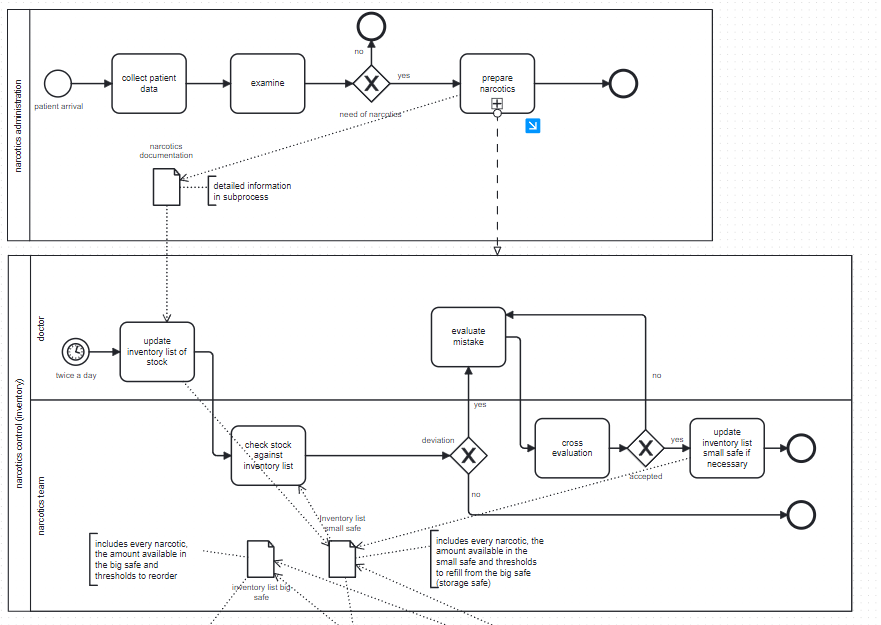 narcotics administration
patient arrival
collect patient
data
examine
no
yes
need of narcotics
prepare
narcotics
narcotics
documentation
detailed information
in subprocess
narcotics control (inventory)
doctor
twice a day
update
inventory list of
stock
evaluate
mistake
no
yes
narcotics team
check stock
against
inventory list
deviation
no
cross
evaluation
yes
accepted
update
inventory list
small safe if
necessary
includes every narcotic,
the amount available in
the big safe and
thresholds to reorder
inventory list big
safe
Inventory list
small safe
includes every narcotic, the
amount available in the
small safe and thresholds
to refill from the big safe
(storage safe)